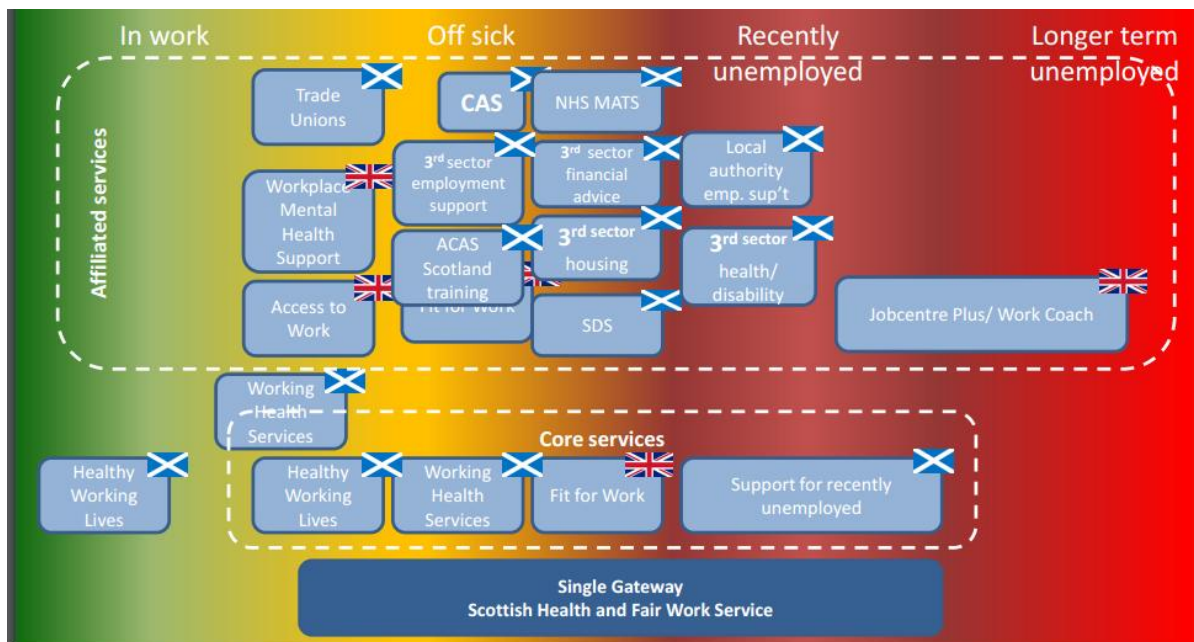 In work
Off sick
Recently
unemployed
Longer term
unemployed
Affiliated services
Trade
Unions
CAS
NHS MATS
Workplace
Mental
Health
Support
3rd sector
employment
support
3rd sector
financial
advice
Local
authority
emp. sup't
ACAS
Scotland
training
3rd sector
housing
3rd sector
health/
disability
Access to
Work
Fit for Work
SDS
Jobcentre Plus/ Work Coach
Working
Health
Services
Core services
Healthy
Working
Lives
Healthy
Working
Lives
Working
Health
Services
Fit for Work
Support for recently
unemployed
Single Gateway
Scottish Health and Fair Work Service